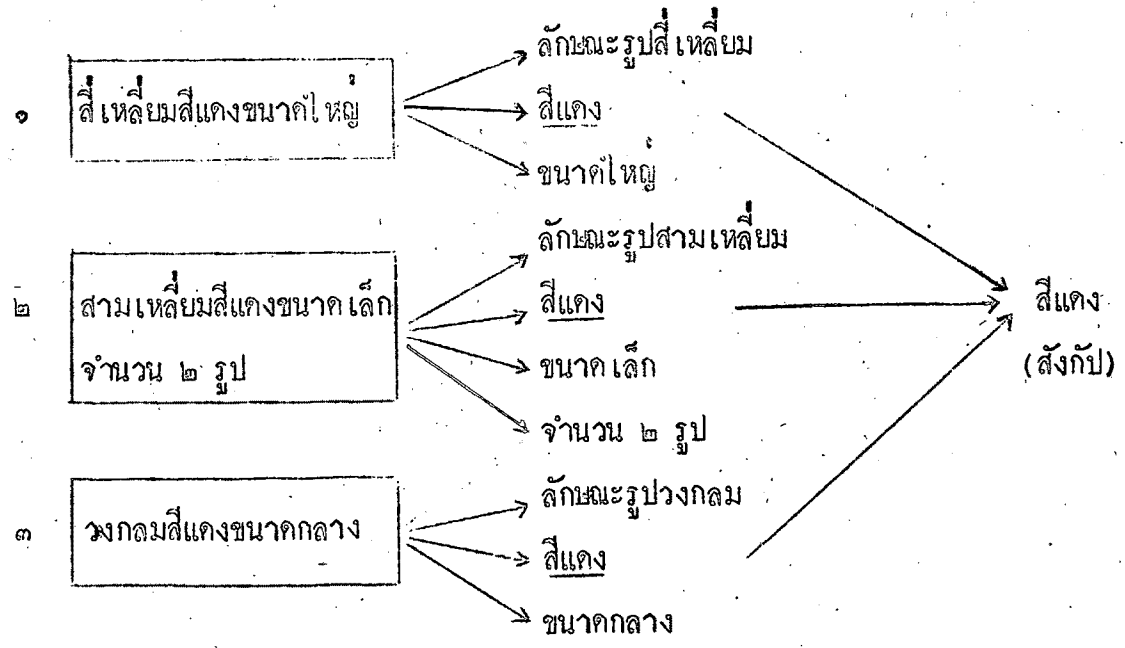 ๑
สี่เหลี่ยมสีแดงขนาดใหญ่
ลักษณะรูปสี่เหลี่ยม
สีแดง
ขนาดใหญ่
๒
สามเหลี่ยมสีแดงขนาดเล็ก
จำนวน ๒ รูป
ลักษณะรูปสามเหลี่ยม
สีแดง
ขนาดเล็ก
จำนวน ๒ รูป
๓
วงกลมสีแดงขนาดกลาง
ลักษณะรูปวงกลม
สีแดง
ขนาดกลาง
สีแดง
(สังกัป)